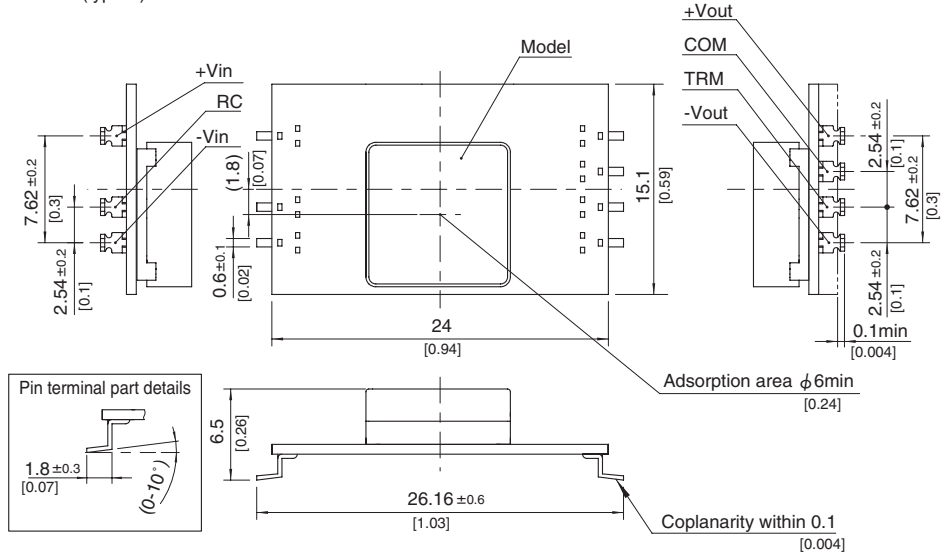 +Vin
RC
-Vin
7.62 ±0.2
[0.3]
2.54 ±0.2
[0.1]
Model
(1.8)
[0.07]
0.6 ±0.1
[0.02]
15.1
[0.59]
24
[0.94]
+Vout
COM
TRM
-Vout
2.54 ±0.2
[0.1]
7.62 ±0.2
[0.3]
2.54 ±0.2
[0.1]
0.1min
[0.004]
Adsorption area ϕ6min
[0.24]
Pin terminal part details
1.8 ±0.3
[0.07]
(0-10°)
6.5
[0.26]
26.16 ±0.6
[1.03]
Coplanarity within 0.1
[0.004]